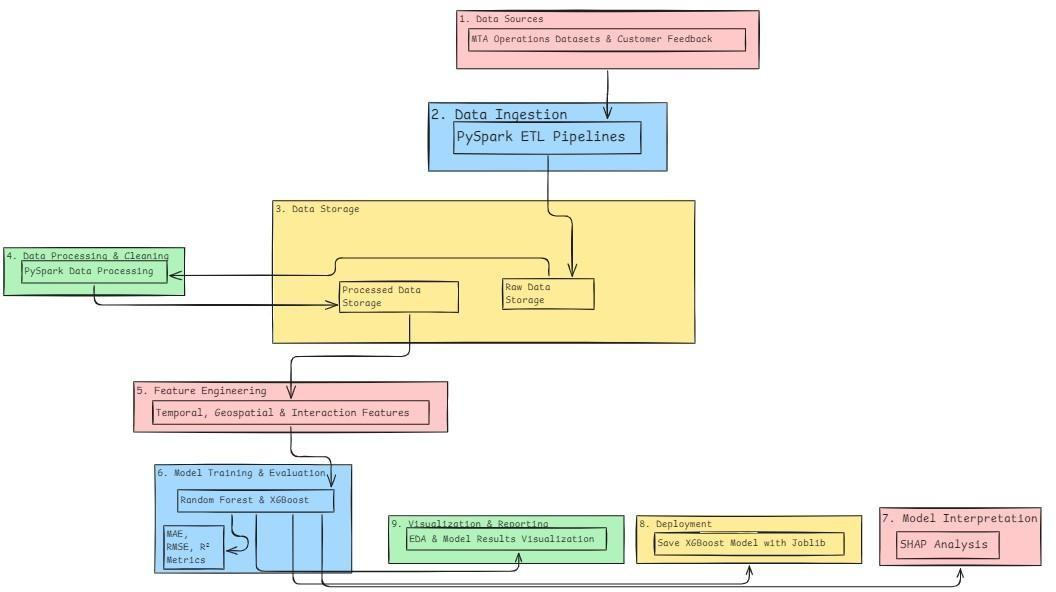 1. Data Sources
MTA Operations Datasets & Customer Feedback
2. Data Ingestion
PySpark ETL Pipelines
3. Data Storage
4. Data Processing & Cleaning
PySpark Data Processing
Processed Data
Storage
Raw Data
Storage
5. Feature Engineering
Temporal, Geospatial & Interaction Features
6. Model Training & Evaluation
Random Forest & XGBoost
MAE,
RMSE, R²
Metrics
9. Visualization & Reporting
EDA & Model Results Visualization
8. Deployment
Save XGBoost Model with Joblib
7. Model Interpretation
SHAP Analysis